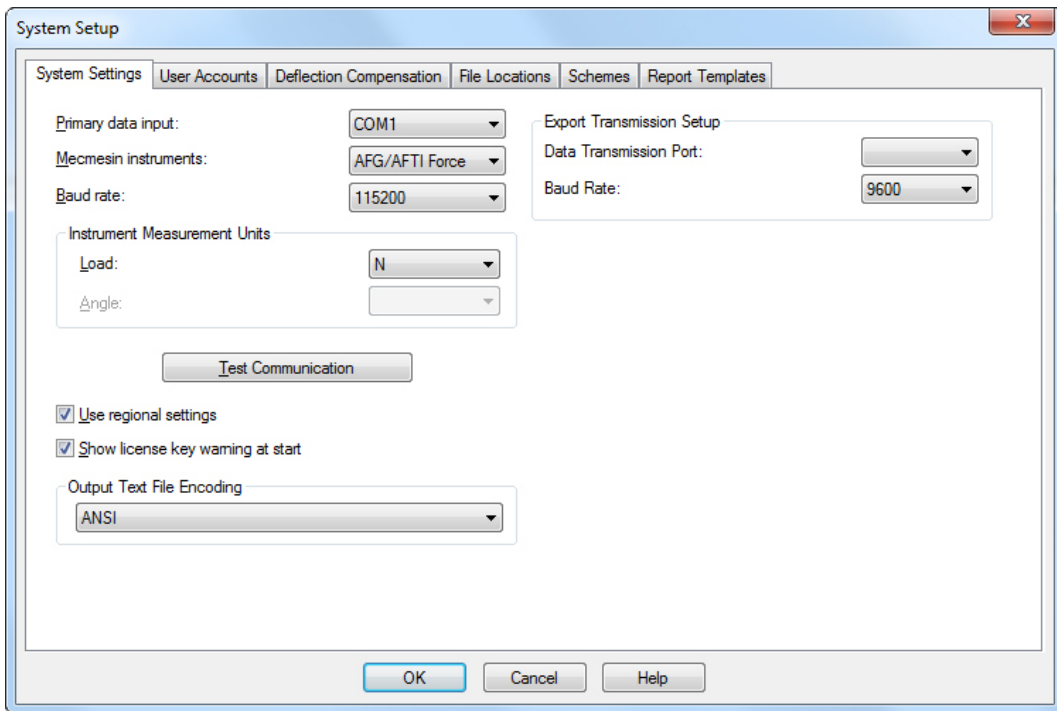 System Setup
System Settings User Accounts Deflection Compensation File Locations Schemes Report Templates
Primary data input: COM1
Mecmesin instruments: AFG/AFTI Force
Baud rate: 115200
Export Transmission Setup
Data Transmission Port:
Baud Rate: 9600
Instrument Measurement Units
Load: N
Angle:
Test Communication
Use regional settings
Show license key warning at start
Output Text File Encoding
ANSI
OK Cancel Help